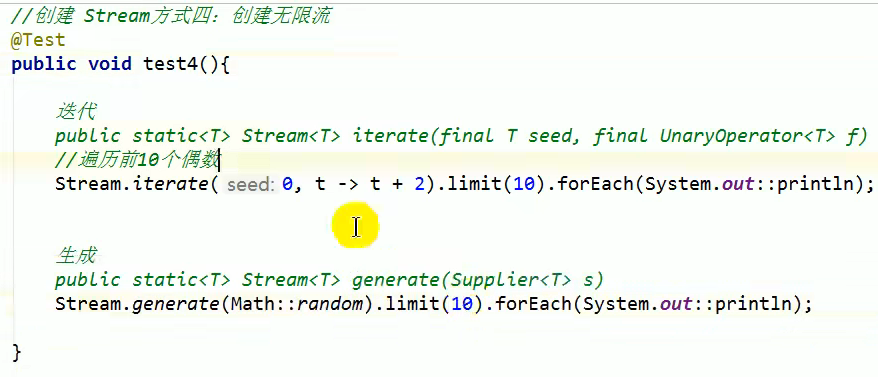 //创建 Stream方式四：创建无限流
@Test
public void test4(){
迭代
public static<T> Stream<T> iterate(final T seed, final UnaryOperator<T> f)
//遍历前10个偶数
Stream.iterate( seed: 0, t -> t + 2).limit(10).forEach(System.out::println);
生成
public static<T> Stream<T> generate(Supplier<T> s)
Stream.generate(Math::random).limit(10).forEach(System.out::println);
}